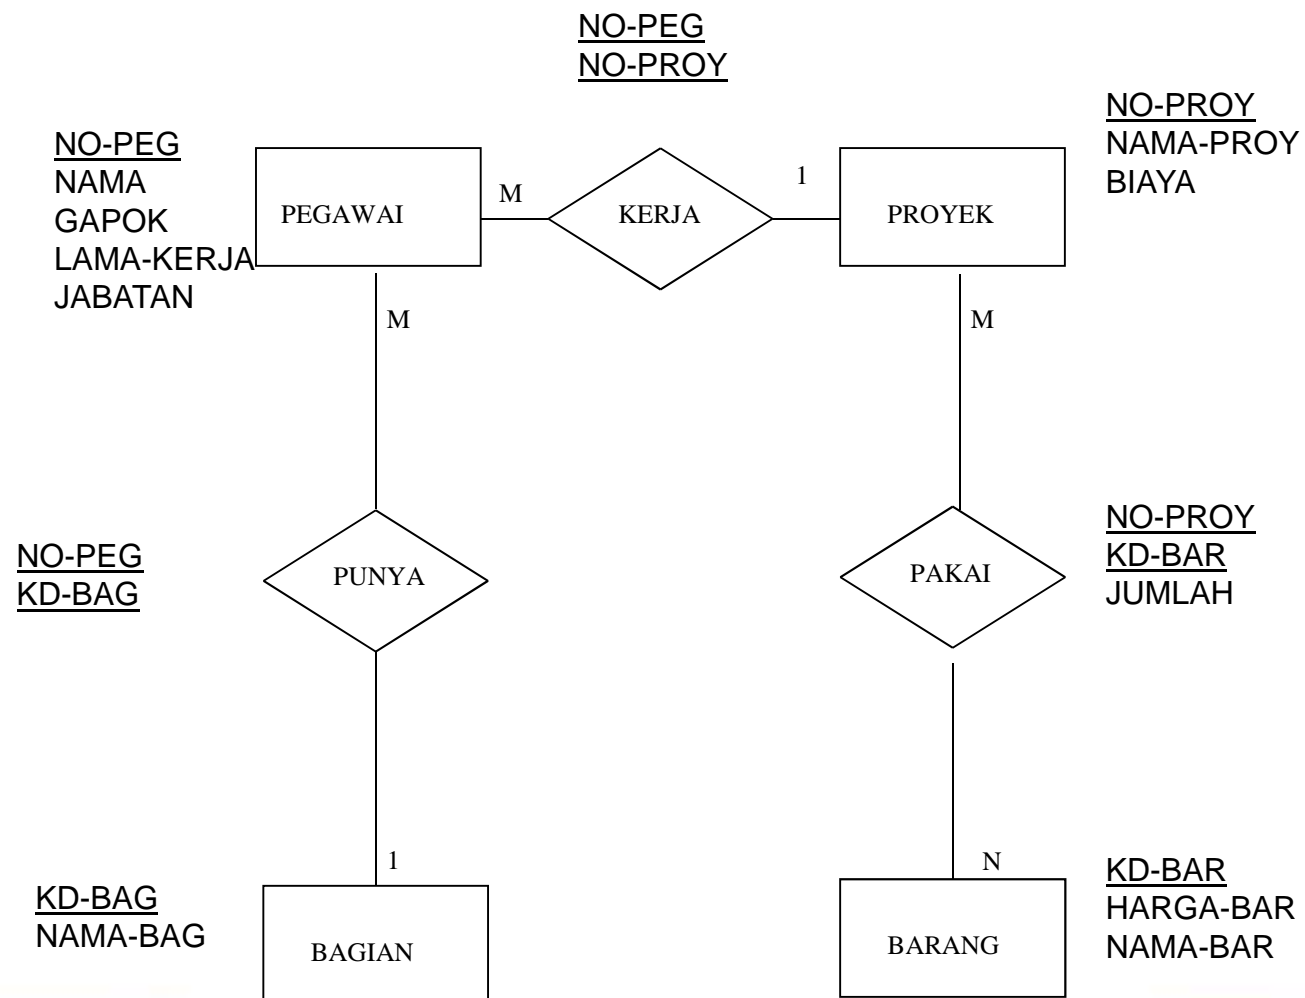 NO-PEG
NO-PROY
NO-PROY
NAMA-PROY
BIAYA
NO-PEG
NAMA
GAPOK
LAMA-KERJA
JABATAN
PEGAWAI
M
KERJA
1
PROYEK
M
M
NO-PEG
KD-BAG
PUNYA
PAKAI
NO-PROY
KD-BAR
JUMLAH
1
N
KD-BAG
NAMA-BAG
BAGIAN
BARANG
KD-BAR
HARGA-BAR
NAMA-BAR